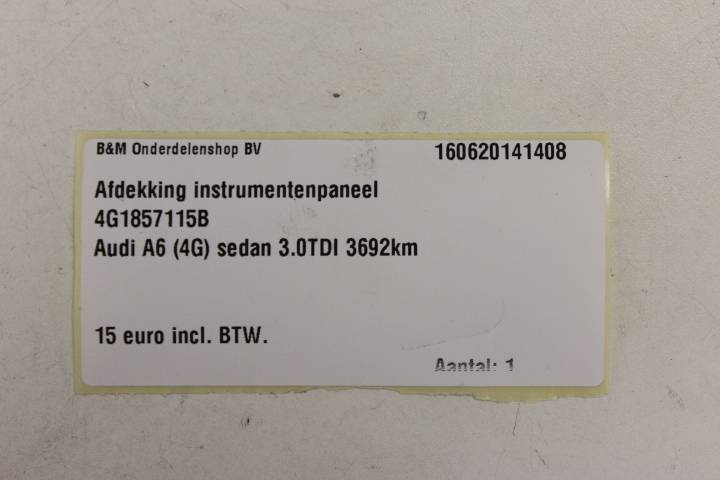 B&M Onderdelenshop BV 160620141408
Afdekking instrumentenpaneel
4G1857115B
Audi A6 (4G) sedan 3.0TDI 3692km
15 euro incl. BTW.
Aantal: 1